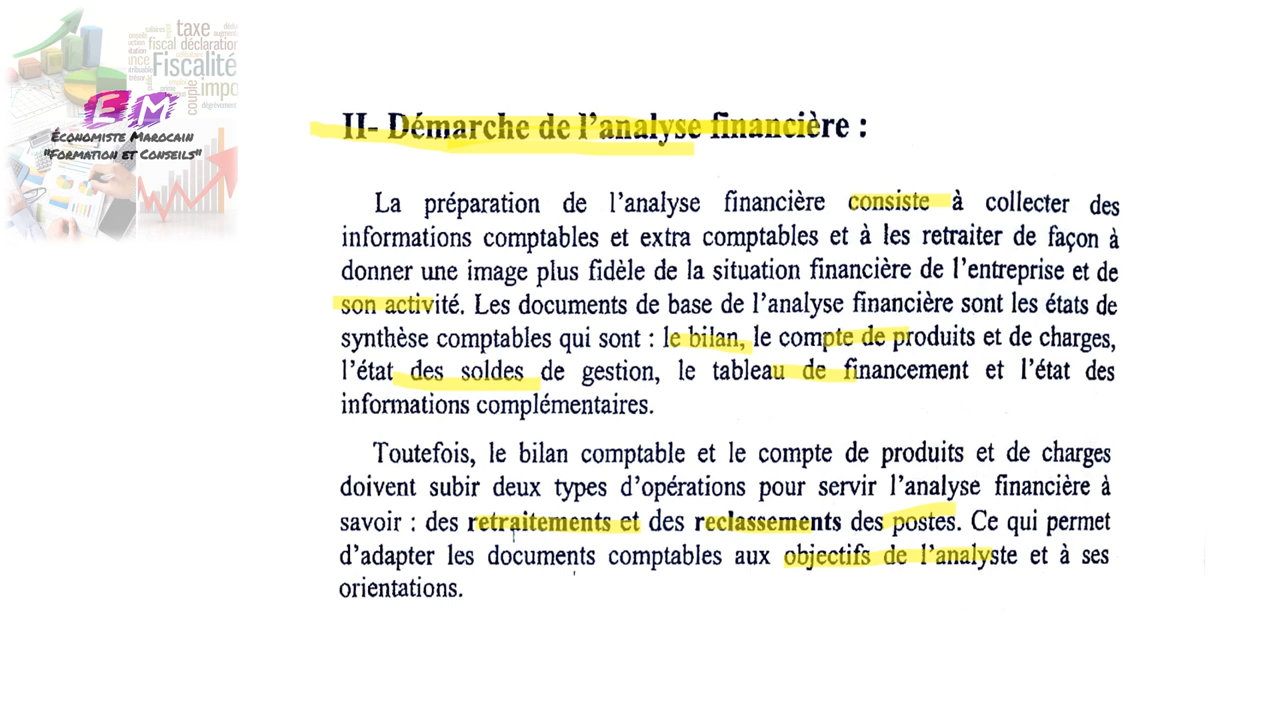 taxe
fiscal déclaration
Fiscalité
impo
couple
EM
Économiste Marocain
"Formation et Conseils"
II- Démarche de l'analyse financière :
La préparation de l'analyse financière consiste à collecter des
informations comptables et extra comptables et à les retraiter de façon à
donner une image plus fidèle de la situation financière de l'entreprise et de
son activité. Les documents de base de l'analyse financière sont les états de
synthèse comptables qui sont : le bilan, le compte de produits et de charges,
l'état des soldes de gestion, le tableau de financement et l'état des
informations complémentaires.
Toutefois, le bilan comptable et le compte de produits et de charges
doivent subir deux types d'opérations pour servir l'analyse financière à
savoir : des retraitements et des reclassements des postes. Ce qui permet
d'adapter les documents comptables aux objectifs de l'analyste et à ses
orientations.